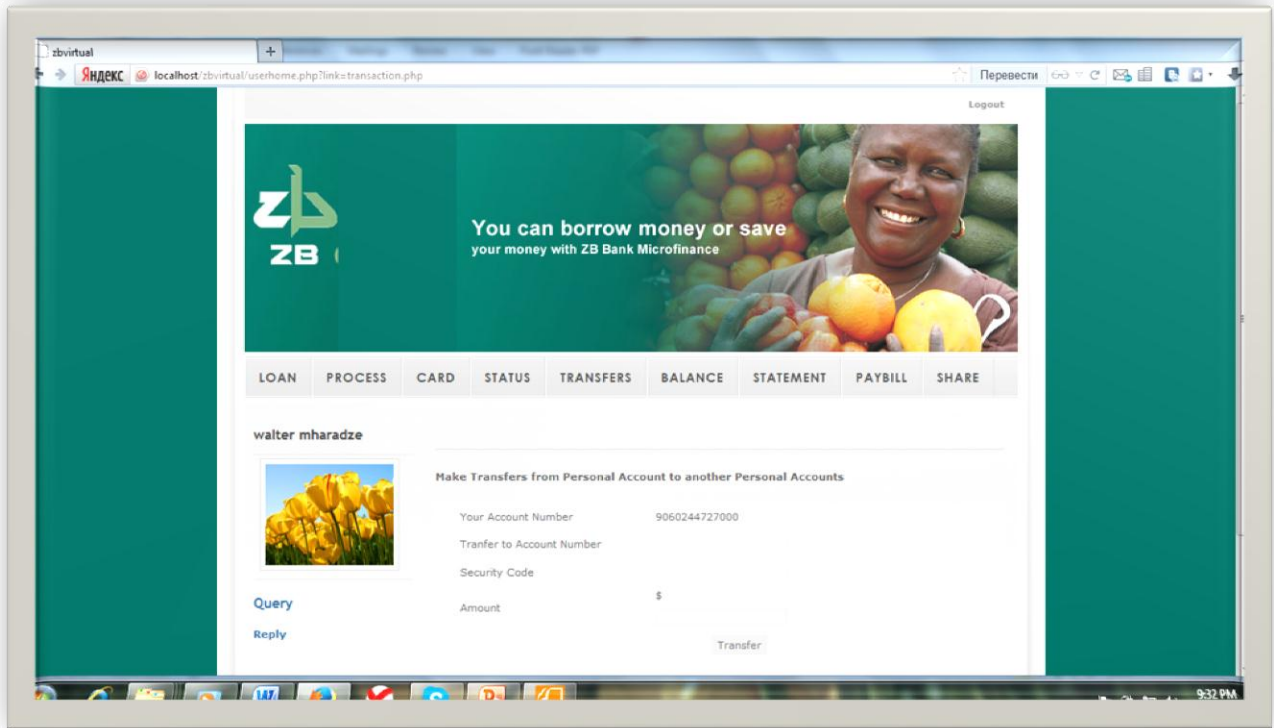 zbvirtual
+
Яндекс localhost/zbvirtual/userhome.php?link=transaction.php
Перевести
Logout
zb
ZB
You can borrow money or save
your money with ZB Bank Microfinance
LOAN PROCESS CARD STATUS TRANSFERS BALANCE STATEMENT PAYBILL SHARE
walter mharadze
Make Transfers from Personal Account to another Personal Accounts
Your Account Number 9060244727000
Tranfer to Account Number
Security Code
$
Amount
Transfer
Query
Reply
9:32 PM